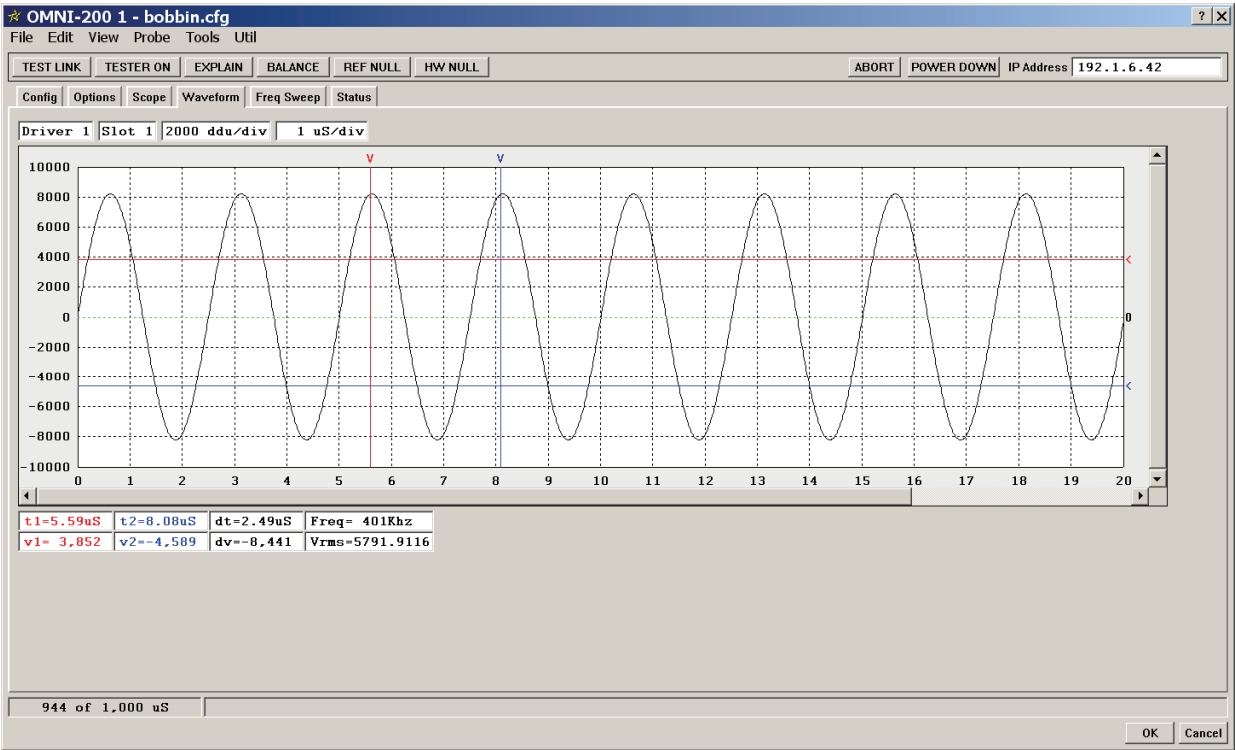 OMNI-200 1 - bobbin.cfg ? X
File Edit View Probe Tools Util
TEST LINK TESTER ON EXPLAIN BALANCE REF NULL HW NULL ABORT POWER DOWN IP Address 192.1.6.42
Config Options Scope Waveform Freq Sweep Status
Driver 1 Slot 1 2000 ddu/div 1 uS/div
V V
10000
8000
6000
4000 <
2000
0 0
-2000
-4000 <
-6000
-8000
-10000
0 1 2 3 4 5 6 7 8 9 10 11 12 13 14 15 16 17 18 19 20
t1=5.59uS t2=8.08uS dt=2.49uS Freq= 401Khz
v1= 3,852 v2=-4,589 dv=-8,441 Vrms=5791.9116
944 of 1,000 uS
OK Cancel